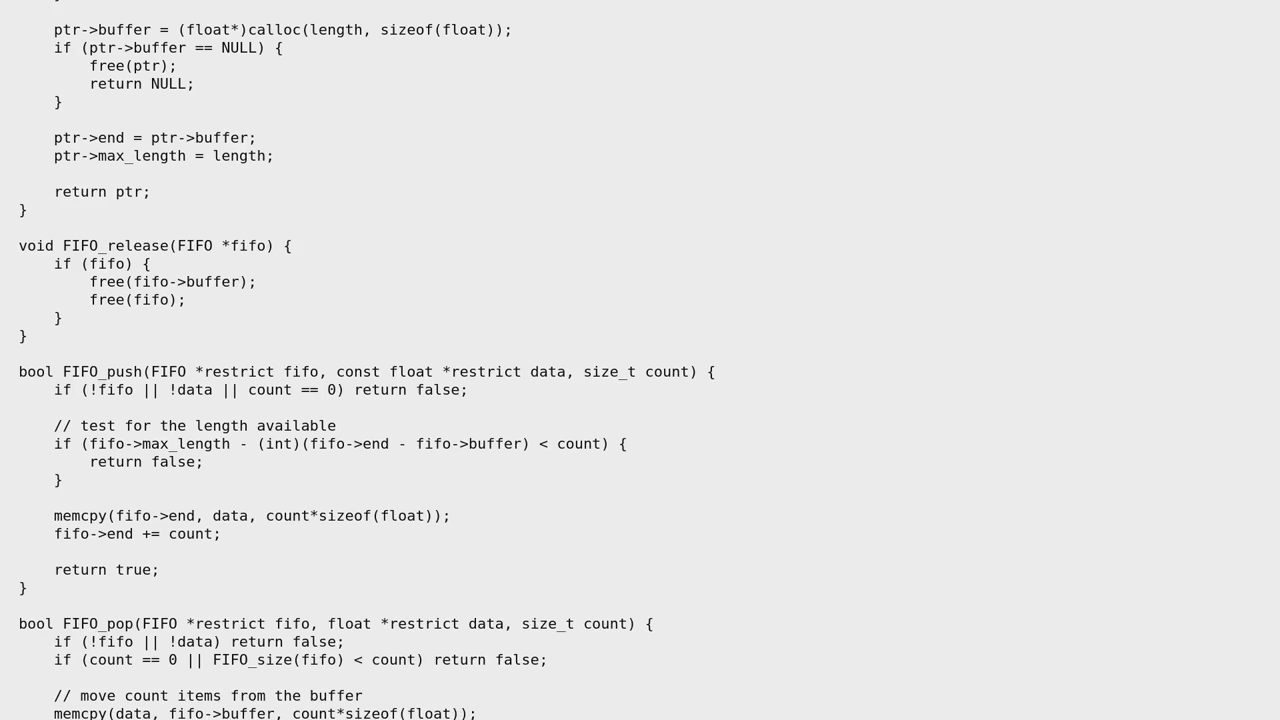 ptr->buffer = (float*)calloc(length, sizeof(float));
    if (ptr->buffer == NULL) {
        free(ptr);
        return NULL;
    }

    ptr->end = ptr->buffer;
    ptr->max_length = length;

    return ptr;
}

void FIFO_release(FIFO *fifo) {
    if (fifo) {
        free(fifo->buffer);
        free(fifo);
    }
}

bool FIFO_push(FIFO *restrict fifo, const float *restrict data, size_t count) {
    if (!fifo || !data || count == 0) return false;

    // test for the length available
    if (fifo->max_length - (int)(fifo->end - fifo->buffer) < count) {
        return false;
    }

    memcpy(fifo->end, data, count*sizeof(float));
    fifo->end += count;

    return true;
}

bool FIFO_pop(FIFO *restrict fifo, float *restrict data, size_t count) {
    if (!fifo || !data) return false;
    if (count == 0 || FIFO_size(fifo) < count) return false;

    // move count items from the buffer
    memcpy(data, fifo->buffer, count*sizeof(float));